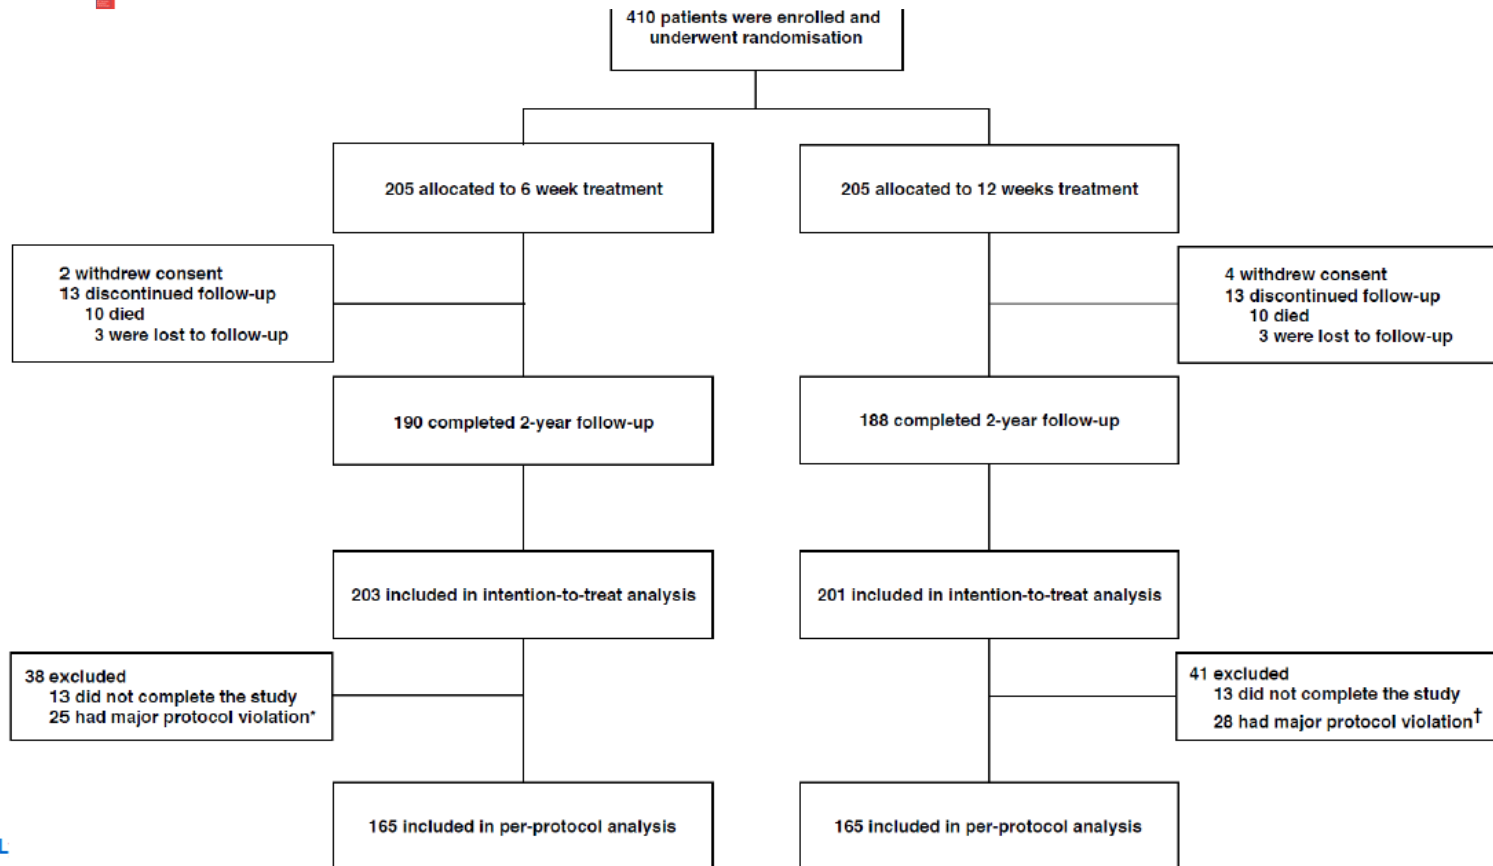 410 patients were enrolled and
underwent randomisation
205 allocated to 6 week treatment
205 allocated to 12 weeks treatment
2 withdrew consent
13 discontinued follow-up
10 died
3 were lost to follow-up
4 withdrew consent
13 discontinued follow-up
10 died
3 were lost to follow-up
190 completed 2-year follow-up
188 completed 2-year follow-up
203 included in intention-to-treat analysis
201 included in intention-to-treat analysis
38 excluded
13 did not complete the study
25 had major protocol violation*
41 excluded
13 did not complete the study
28 had major protocol violation†
165 included in per-protocol analysis
165 included in per-protocol analysis
L